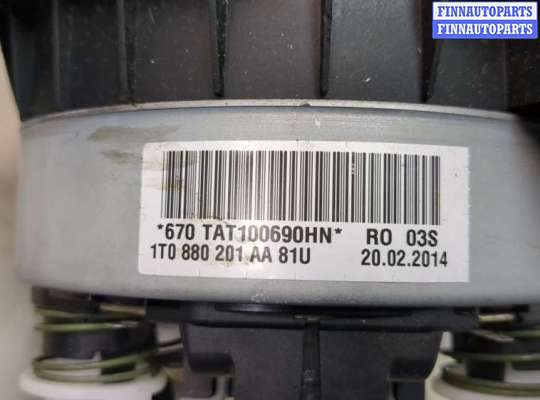 FINNAUTOPARTS
FINNAUTOPARTS
*670 TAT100690HN* RO 03S
1T0 880 201 AA 81U 20.02.2014